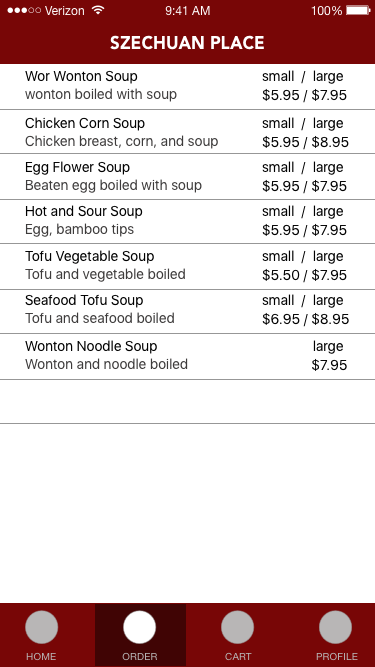 Verizon 9:41 AM 100%
SZECHUAN PLACE
Wor Wonton Soup small / large
wonton boiled with soup $5.95 / $7.95
Chicken Corn Soup small / large
Chicken breast, corn, and soup $5.95 / $8.95
Egg Flower Soup small / large
Beaten egg boiled with soup $5.95 / $7.95
Hot and Sour Soup small / large
Egg, bamboo tips $5.95 / $7.95
Tofu Vegetable Soup small / large
Tofu and vegetable boiled $5.50 / $7.95
Seafood Tofu Soup small / large
Tofu and seafood boiled $6.95 / $8.95
Wonton Noodle Soup large
Wonton and noodle boiled $7.95
HOME ORDER CART PROFILE